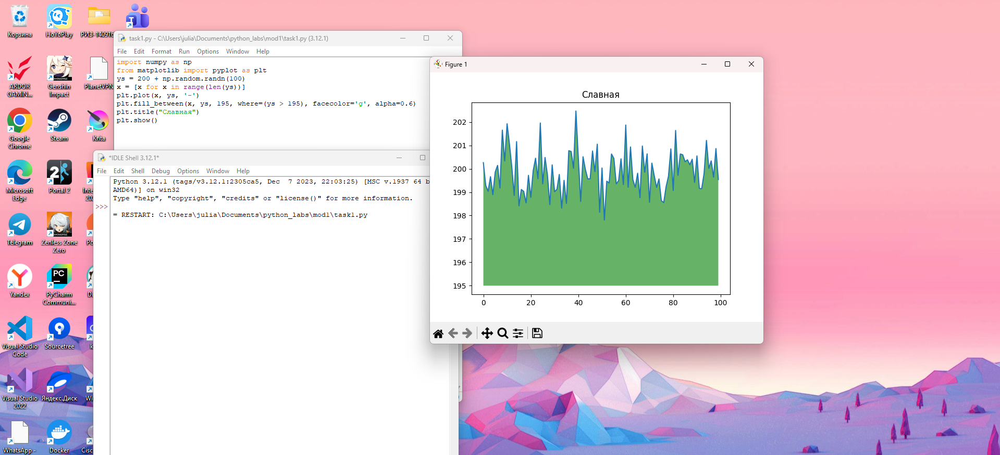 Корзина
HoYoPlay
РИЗ-140916
ARDOR
GAMIN...
Genshin
Impact
PlanetVPN
Google
Chrome
Steam
Krita
Microsoft
Edge
Portal 2
Telegram
Zenless Zone
Zero
Yandex
PyCharm
Communi...
Visual Studio
Code
Sourcetree
Visual Studio
2022
Яндекс.Диск
WhatsApp -
Docker
task1.py - C:\Users\julia\Documents\python_labs\mod1\task1.py (3.12.1)
File Edit Format Run Options Window Help
import numpy as np
from matplotlib import pyplot as plt
ys = 200 + np.random.randn(100)
x = [x for x in range(len(ys))]
plt.plot(x, ys, '-')
plt.fill_between(x, ys, 195, where=(ys > 195), facecolor='g', alpha=0.6)
plt.title("Славная")
plt.show()
*IDLE Shell 3.12.1*
File Edit Shell Debug Options Window Help
Python 3.12.1 (tags/v3.12.1:2305ca5, Dec  7 2023, 22:03:25) [MSC v.1937 64 b
AMD64)] on win32
Type "help", "copyright", "credits" or "license()" for more information.
>>>
= RESTART: C:\Users\julia\Documents\python_labs\mod1\task1.py
Figure 1
Славная
202
201
200
199
198
197
196
195
0 20 40 60 80 100